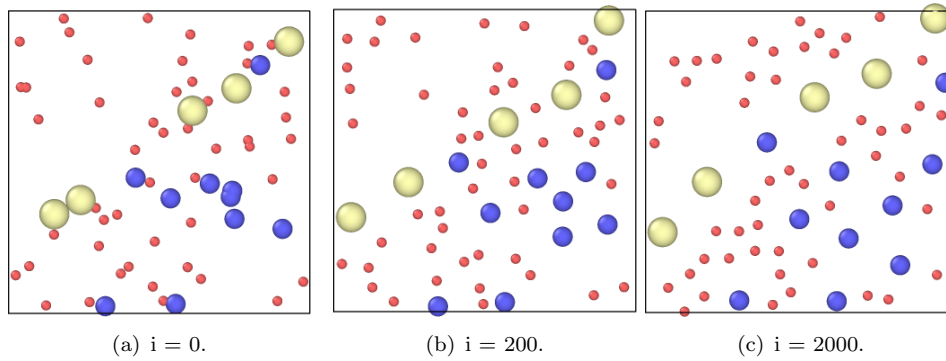 (a) i = 0.
(b) i = 200.
(c) i = 2000.